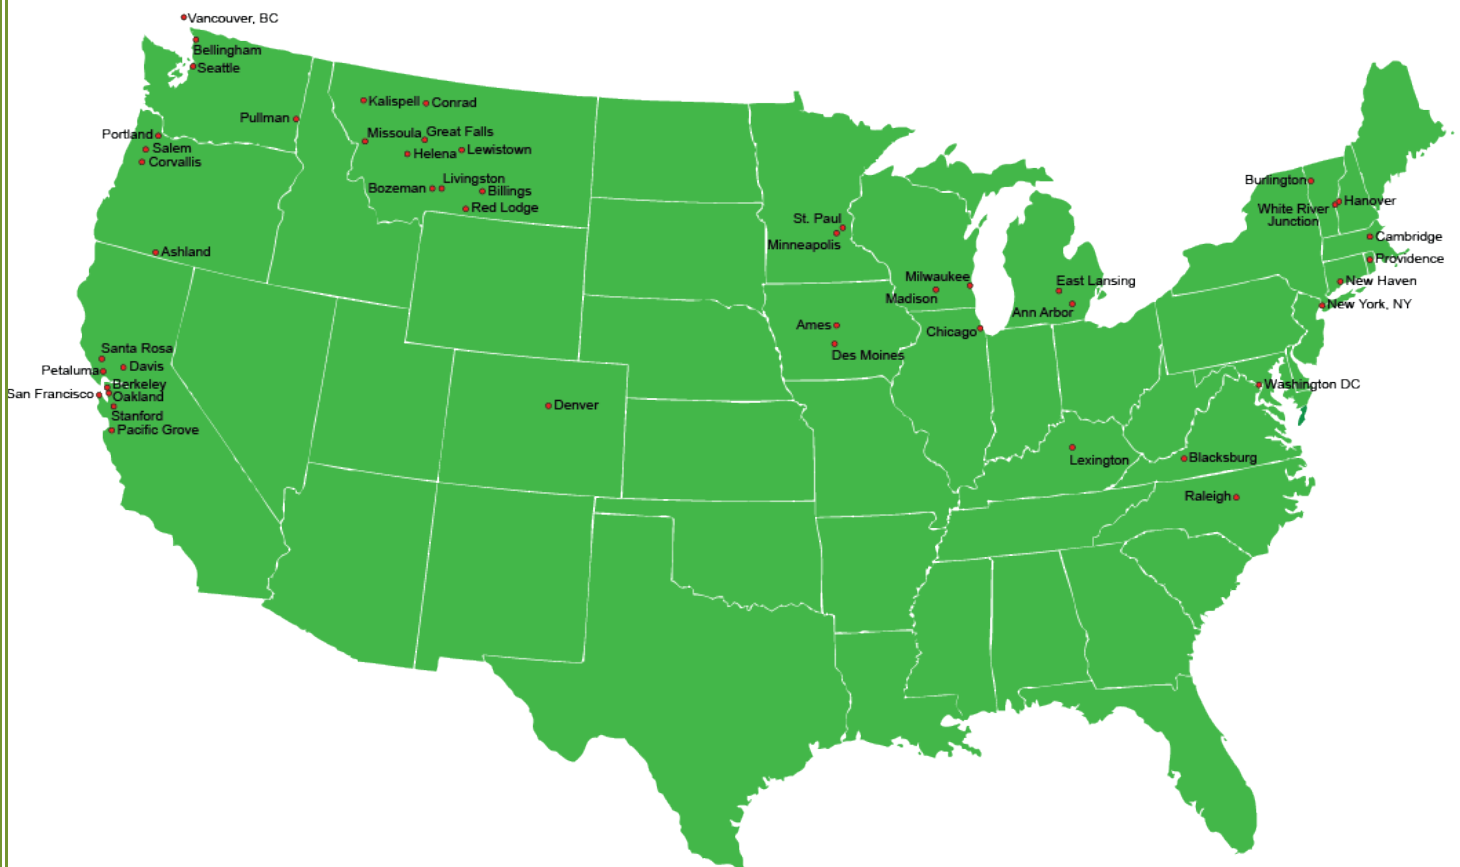 Vancouver, BC
Bellingham
Seattle
Pullman
Portland
Salem
Corvallis
Ashland
Kalispell
Conrad
Missoula
Great Falls
Helena
Lewistown
Bozeman
Livingston
Billings
Red Lodge
Santa Rosa
Petaluma
Davis
Berkeley
San Francisco
Oakland
Stanford
Pacific Grove
Denver
St. Paul
Minneapolis
Milwaukee
Madison
Ames
Des Moines
Chicago
East Lansing
Ann Arbor
Lexington
Burlington
Hanover
White River
Junction
Cambridge
Providence
New Haven
New York, NY
Washington DC
Blacksburg
Raleigh